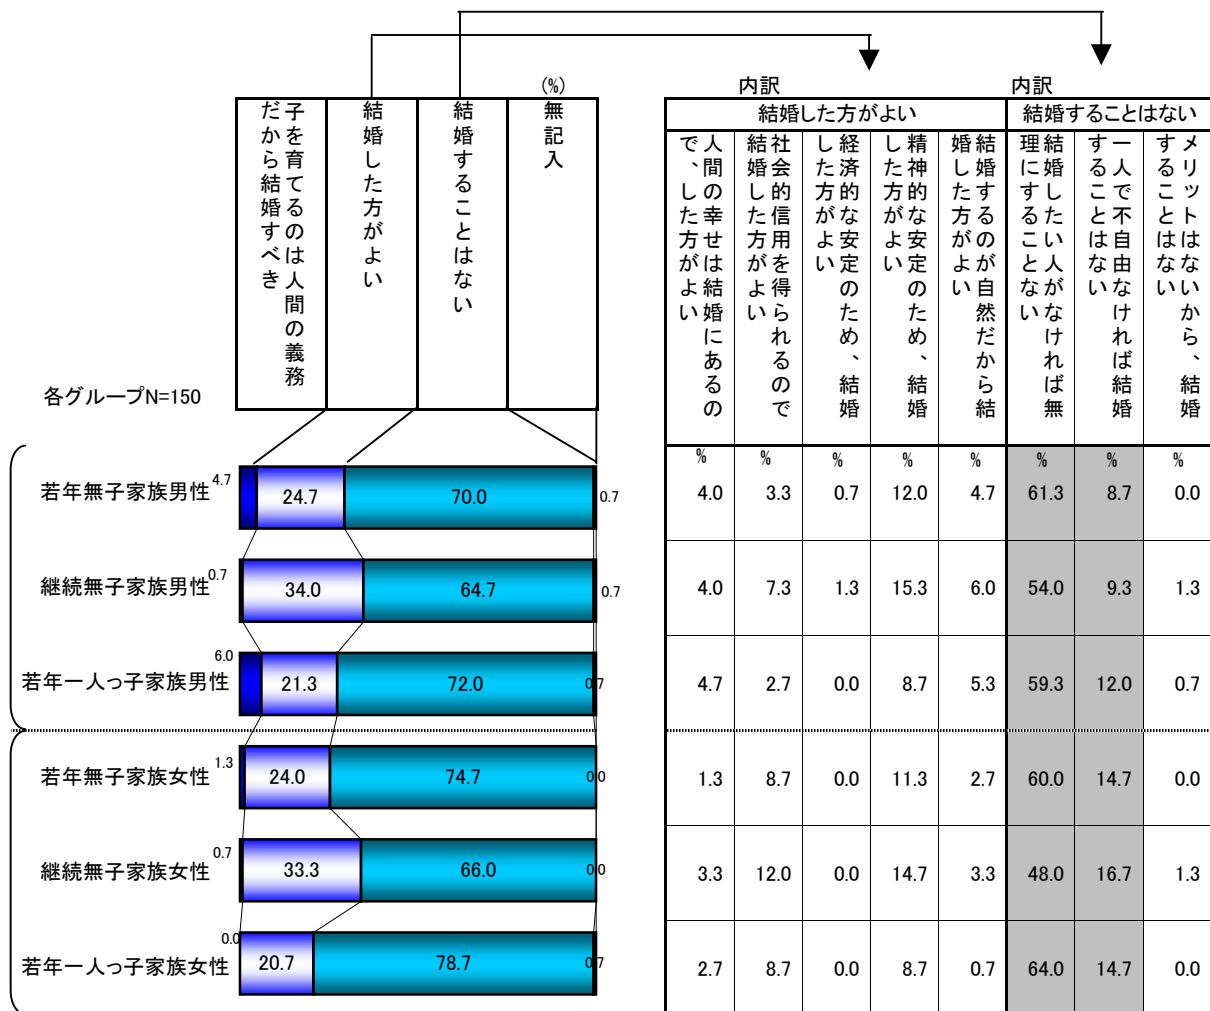 (%)
子を育てるのは人間の義務
だから結婚すべき
結婚した方がよい
結婚することはない
無記入
各グループN=150
内訳
内訳
結婚した方がよい
結婚することはない
人間の幸せは結婚にあるの
で、した方がよい
社会的信用を得られるので
結婚した方がよい
経済的な安定のため、結婚
した方がよい
精神的な安定のため、結婚
した方がよい
結婚するのが自然だから結
婚した方がよい
結婚したい人がなければ無
理にすることない
一人で不自由なければ結婚
することはない
メリットはないから、結婚
することはない
% % % % % % % %
若年無子家族男性 4.7 24.7 70.0 0.7 4.0 3.3 0.7 12.0 4.7 61.3 8.7 0.0
継続無子家族男性 0.7 34.0 64.7 0.7 4.0 7.3 1.3 15.3 6.0 54.0 9.3 1.3
若年一人っ子家族男性 6.0 21.3 72.0 0.7 4.7 2.7 0.0 8.7 5.3 59.3 12.0 0.7
若年無子家族女性 1.3 24.0 74.7 0.0 1.3 8.7 0.0 11.3 2.7 60.0 14.7 0.0
継続無子家族女性 0.7 33.3 66.0 0.0 3.3 12.0 0.0 14.7 3.3 48.0 16.7 1.3
若年一人っ子家族女性 0.0 20.7 78.7 0.7 2.7 8.7 0.0 8.7 0.7 64.0 14.7 0.0